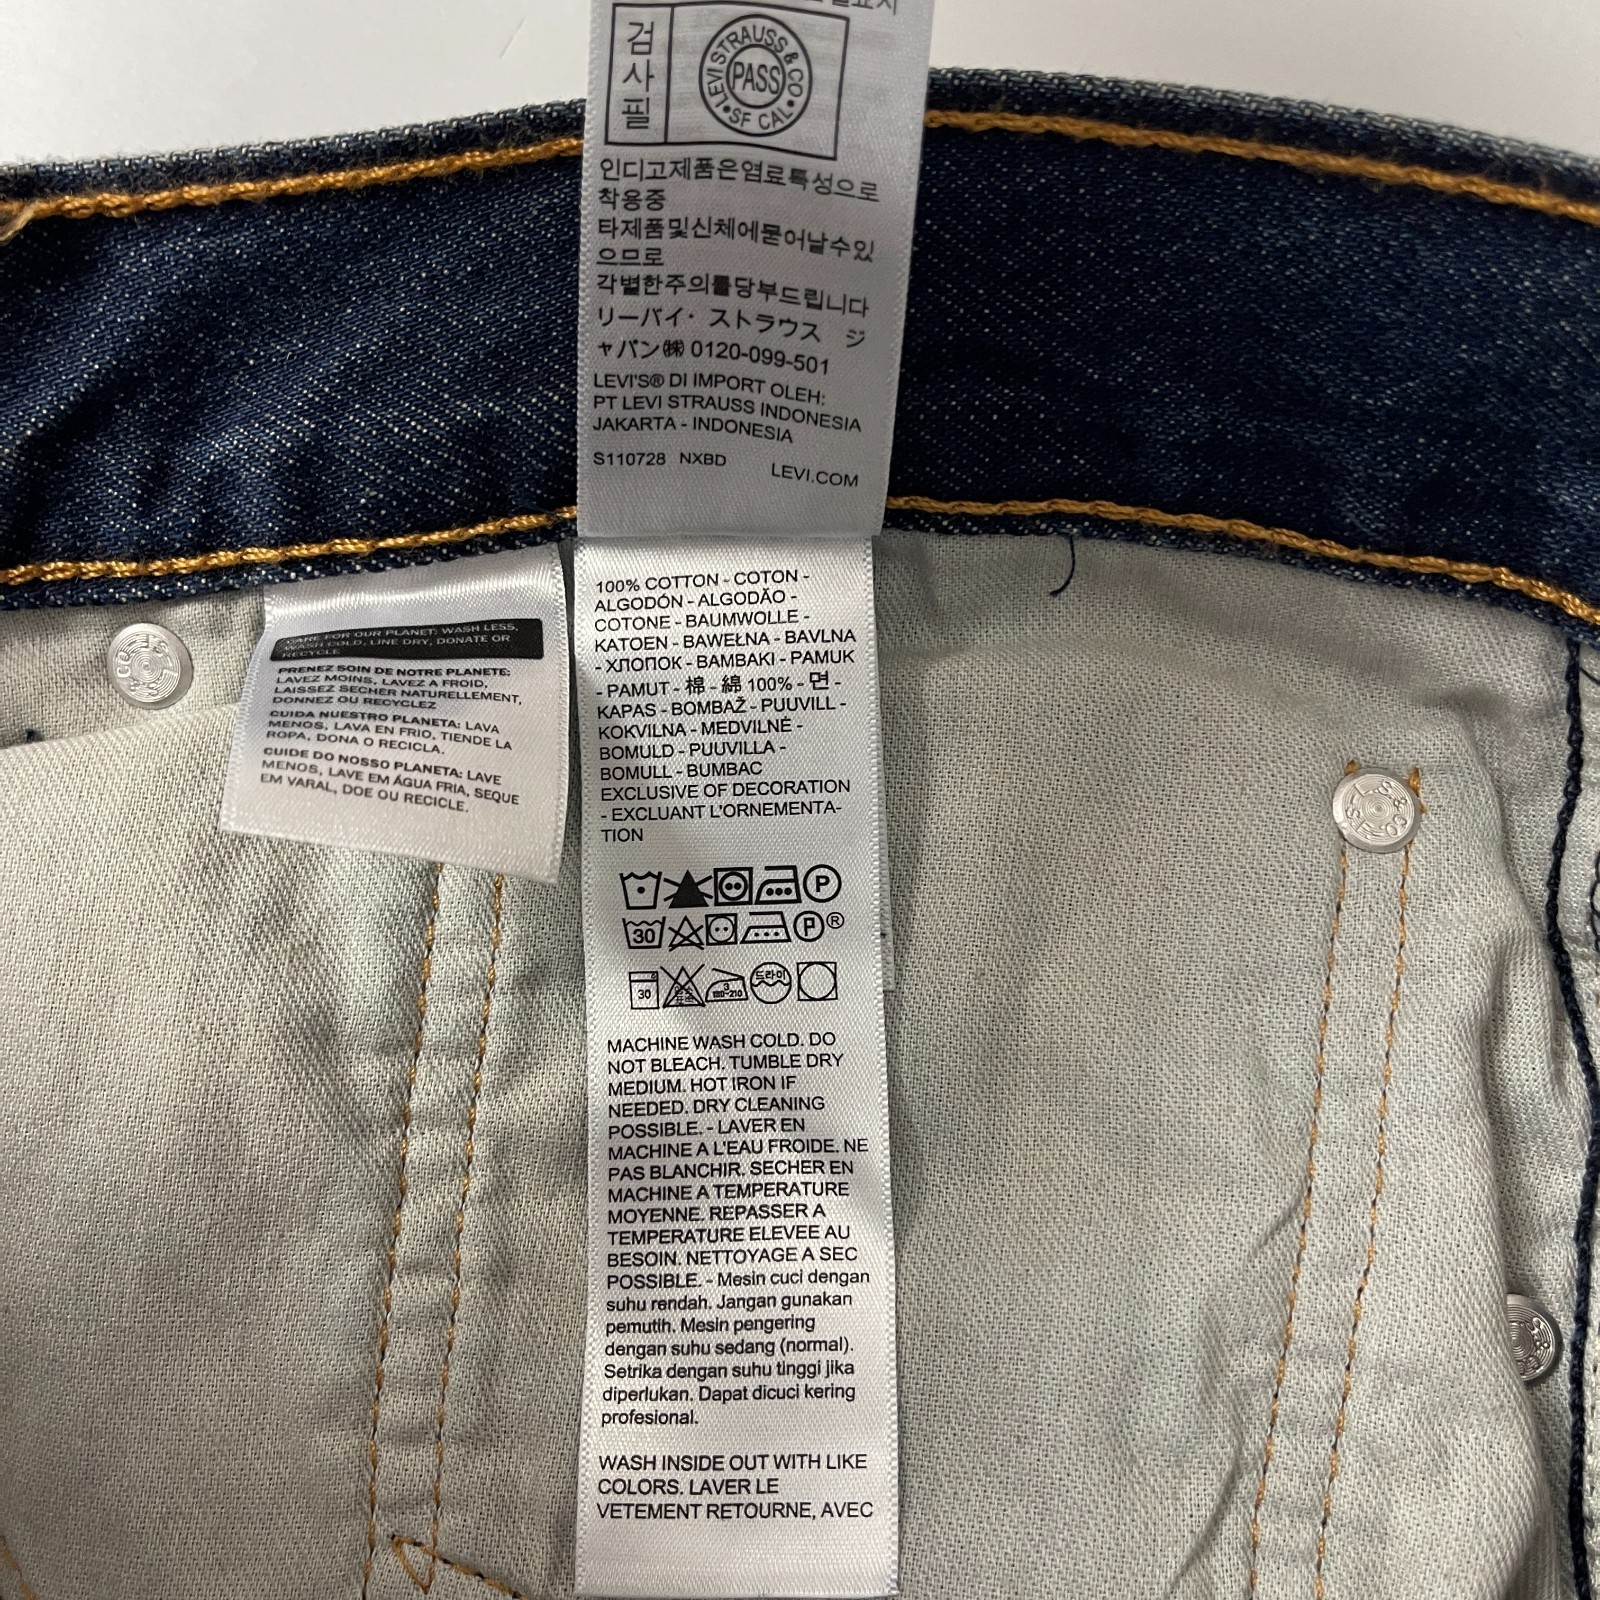 검
사
필
LEVI STRAUSS & CO
PASS
SF CAL
인디고제품은염료특성으로
착용중
타제품및신체에묻어날수있
으므로
각별한주의를당부드립니다
リーバイ・ストラウス ジ
ャパン㈱ 0120-099-501
LEVI'S® DI IMPORT OLEH:
PT LEVI STRAUSS INDONESIA
JAKARTA - INDONESIA
S110728 NXBD LEVI.COM
CARE FOR OUR PLANET: WASH LESS,
WASH COLD, LINE DRY, DONATE OR
RECYCLE
PRENEZ SOIN DE NOTRE PLANETE:
LAVEZ MOINS, LAVEZ A FROID,
LAISSEZ SECHER NATURELLEMENT,
DONNEZ OU RECYCLEZ
CUIDA NUESTRO PLANETA: LAVA
MENOS, LAVA EN FRIO, TIENDE LA
ROPA, DONA O RECICLA.
CUIDE DO NOSSO PLANETA: LAVE
MENOS, LAVE EM ÁGUA FRIA, SEQUE
EM VARAL, DOE OU RECICLE.
100% COTTON - COTON -
ALGODÓN - ALGODÃO -
COTONE - BAUMWOLLE -
KATOEN - BAWEŁNA - BAVLNA
- ХЛОПОК - BAMBAKI - PAMUK
- PAMUT - 棉 - 綿 100% - 면 -
KAPAS - BOMBAŽ - PUUVILL -
KOKVILNA - MEDVILNĖ -
BOMULD - PUUVILLA -
BOMULL - BUMBAC
EXCLUSIVE OF DECORATION
- EXCLUANT L'ORNEMENTA-
TION
P
30 P®
30 3 180-210 드라이
MACHINE WASH COLD. DO
NOT BLEACH. TUMBLE DRY
MEDIUM. HOT IRON IF
NEEDED. DRY CLEANING
POSSIBLE. - LAVER EN
MACHINE A L'EAU FROIDE. NE
PAS BLANCHIR. SECHER EN
MACHINE A TEMPERATURE
MOYENNE. REPASSER A
TEMPERATURE ELEVEE AU
BESOIN. NETTOYAGE A SEC
POSSIBLE. - Mesin cuci dengan
suhu rendah. Jangan gunakan
pemutih. Mesin pengering
dengan suhu sedang (normal).
Setrika dengan suhu tinggi jika
diperlukan. Dapat dicuci kering
profesional.
WASH INSIDE OUT WITH LIKE
COLORS. LAVER LE
VETEMENT RETOURNE, AVEC